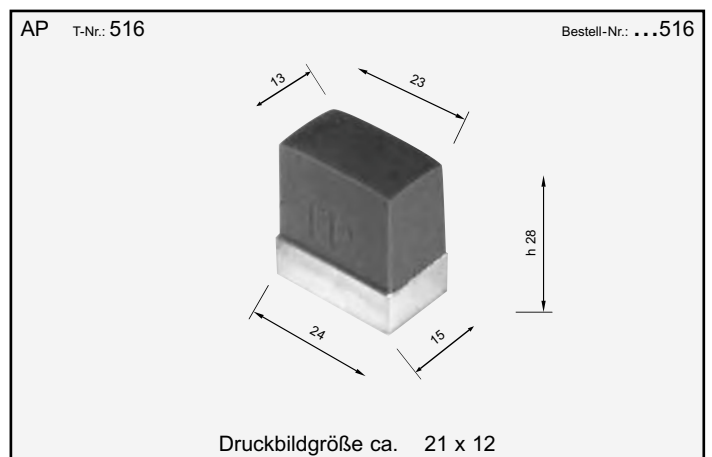 AP T-Nr.: 516 Bestell-Nr.: ...516
13
23
h 28
24
15
Druckbildgröße ca. 21 x 12